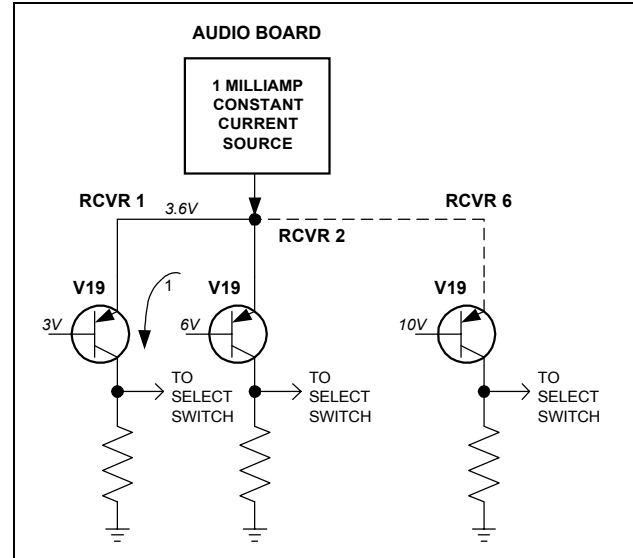 AUDIO BOARD
1 MILLIAMP
CONSTANT
CURRENT
SOURCE
RCVR 1
3.6V
RCVR 2
RCVR 6
V19
1
V19
V19
3V
6V
10V
TO
SELECT
SWITCH
TO
SELECT
SWITCH
TO
SELECT
SWITCH